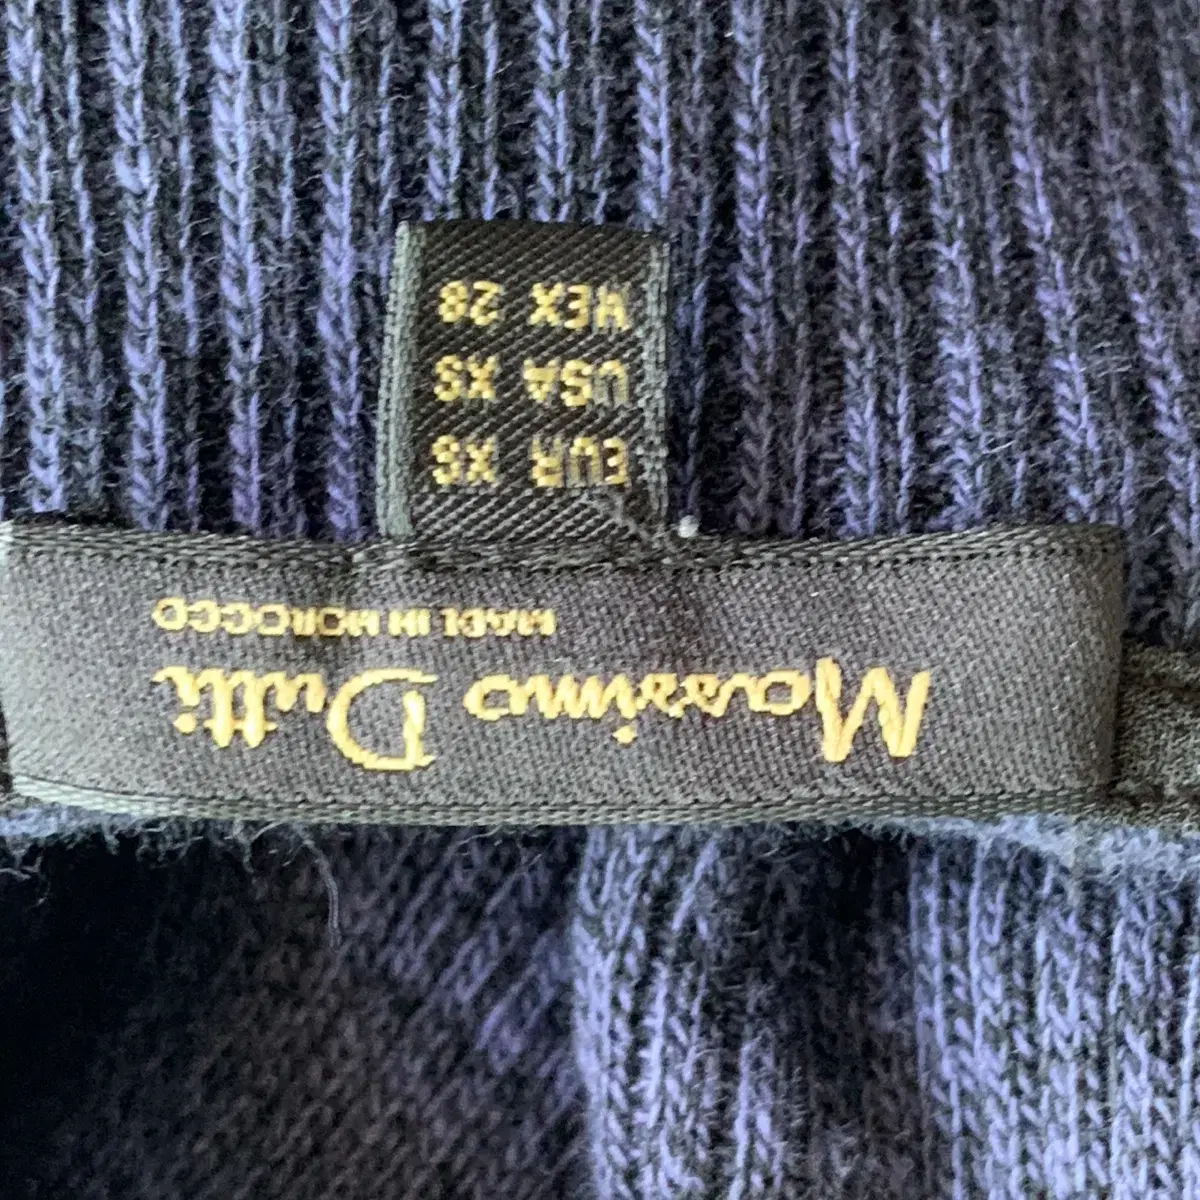 Massimo Dutti
MADE IN MOROCCO
EUR XS
USA XS
MEX 28